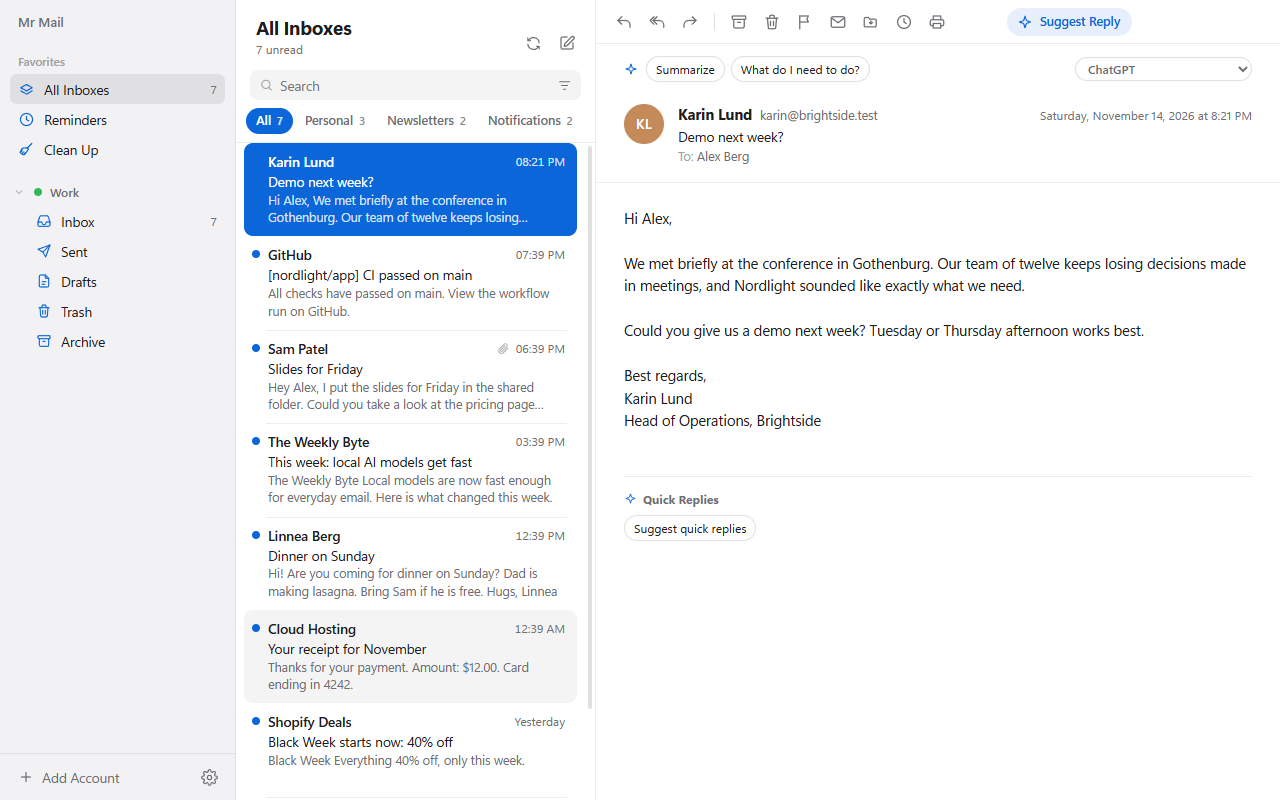 Mr Mail
Favorites
All Inboxes 7
Reminders
Clean Up
Work
Inbox 7
Sent
Drafts
Trash
Archive
Add Account
All Inboxes
7 unread
Search
All 7 Personal 3 Newsletters 2 Notifications 2
Karin Lund 08:21 PM
Demo next week?
Hi Alex, We met briefly at the conference in
Gothenburg. Our team of twelve keeps losing...
GitHub 07:39 PM
[nordlight/app] CI passed on main
All checks have passed on main. View the workflow
run on GitHub.
Sam Patel 06:39 PM
Slides for Friday
Hey Alex, I put the slides for Friday in the shared
folder. Could you take a look at the pricing page...
The Weekly Byte 03:39 PM
This week: local AI models get fast
The Weekly Byte Local models are now fast enough
for everyday email. Here is what changed this week.
Linnea Berg 12:39 PM
Dinner on Sunday
Hi! Are you coming for dinner on Sunday? Dad is
making lasagna. Bring Sam if he is free. Hugs, Linnea
Cloud Hosting 12:39 AM
Your receipt for November
Thanks for your payment. Amount: $12.00. Card
ending in 4242.
Shopify Deals Yesterday
Black Week starts now: 40% off
Black Week Everything 40% off, only this week.
Suggest Reply
Summarize What do I need to do? ChatGPT
KL
Karin Lund karin@brightside.test Saturday, November 14, 2026 at 8:21 PM
Demo next week?
To: Alex Berg
Hi Alex,
We met briefly at the conference in Gothenburg. Our team of twelve keeps losing decisions made
in meetings, and Nordlight sounded like exactly what we need.
Could you give us a demo next week? Tuesday or Thursday afternoon works best.
Best regards,
Karin Lund
Head of Operations, Brightside
Quick Replies
Suggest quick replies